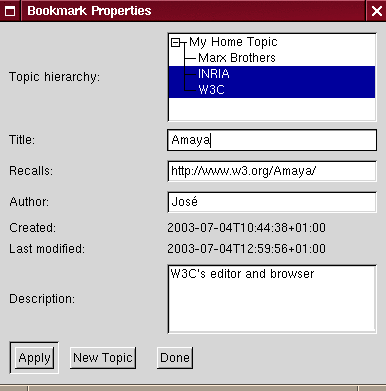 Bookmark Properties
Topic hierarchy:
My Home Topic
Marx Brothers
INRIA
W3C
Title: Amaya
Recalls: http://www.w3.org/Amaya/
Author: José
Created: 2003-07-04T10:44:38+01:00
Last modified: 2003-07-04T12:59:56+01:00
Description: W3C's editor and browser
Apply New Topic Done